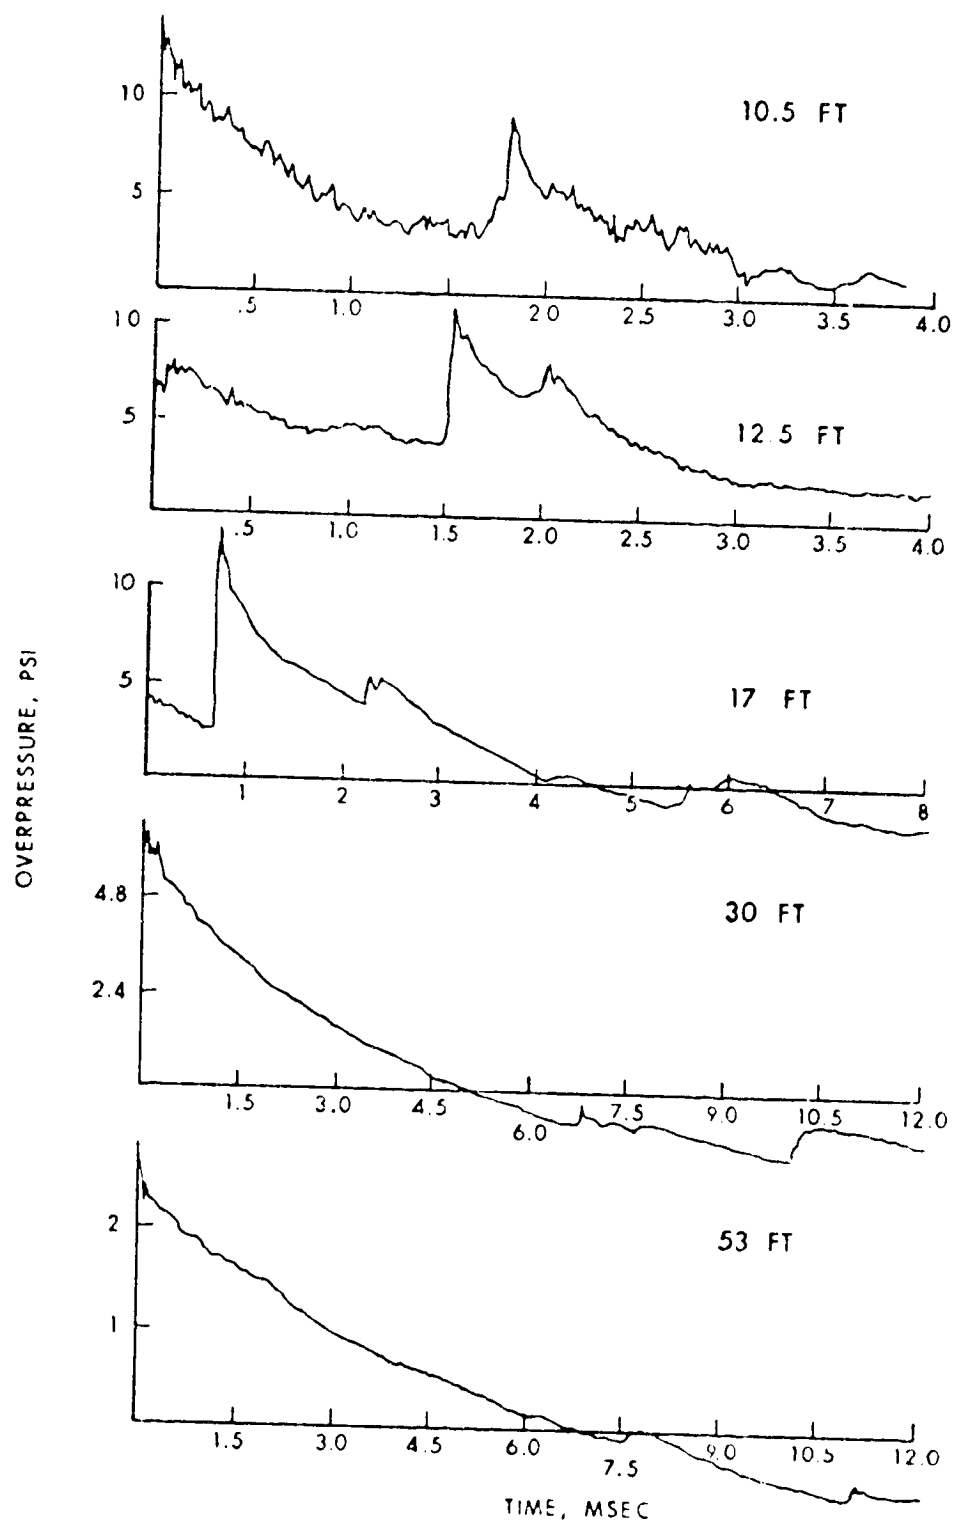 10.5 FT
10
5
.5 1.0 2.0 2.5 3.0 3.5 4.0
12.5 FT
10
5
.5 1.0 1.5 2.0 2.5 3.0 3.5 4.0
17 FT
10
5
1 2 3 4 5 6 7 8
OVERPRESSURE, PSI
30 FT
4.8
2.4
1.5 3.0 4.5 6.0 7.5 9.0 10.5 12.0
53 FT
2
1
1.5 3.0 4.5 6.0 7.5 9.0 10.5 12.0
TIME, MSEC